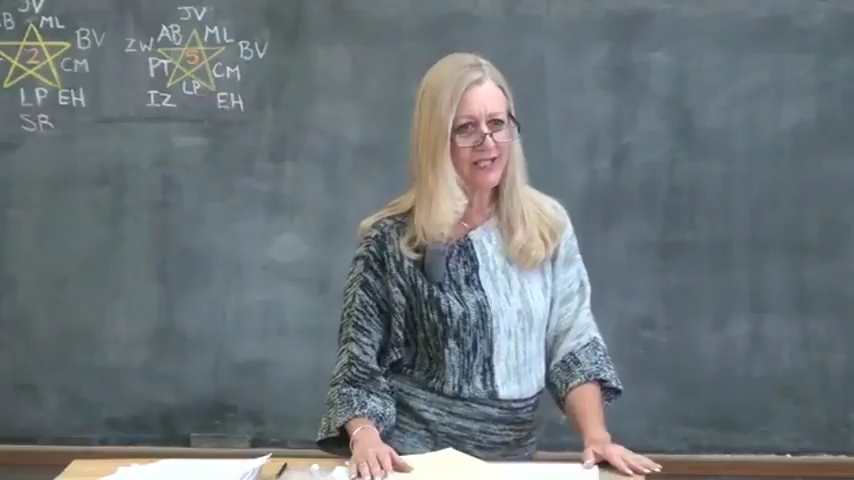 JV
B ML
BV
2
CM
LP EH
SR
JV
AB ML
ZW BV
5
PT CM
LP
IZ EH